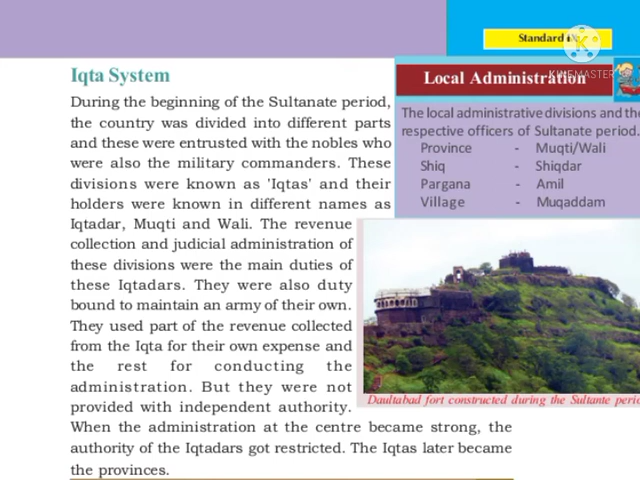 Standard
KINEMASTER
Iqta System
During the beginning of the Sultanate period,
the country was divided into different parts
and these were entrusted with the nobles who
were also the military commanders. These
divisions were known as 'Iqtas' and their
holders were known in different names as
Iqtadar, Muqti and Wali. The revenue
collection and judicial administration of
these divisions were the main duties of
these Iqtadars. They were also duty
bound to maintain an army of their own.
They used part of the revenue collected
from the Iqta for their own expense and
the rest for conducting the
administration. But they were not
provided with independent authority.
When the administration at the centre became strong, the
authority of the Iqtadars got restricted. The Iqtas later became
the provinces.
Local Administration
The local administrative divisions and the
respective officers of Sultanate period.
Province - Muqti/Wali
Shiq - Shiqdar
Pargana - Amil
Village - Muqaddam
Daultabad fort constructed during the Sultante perio